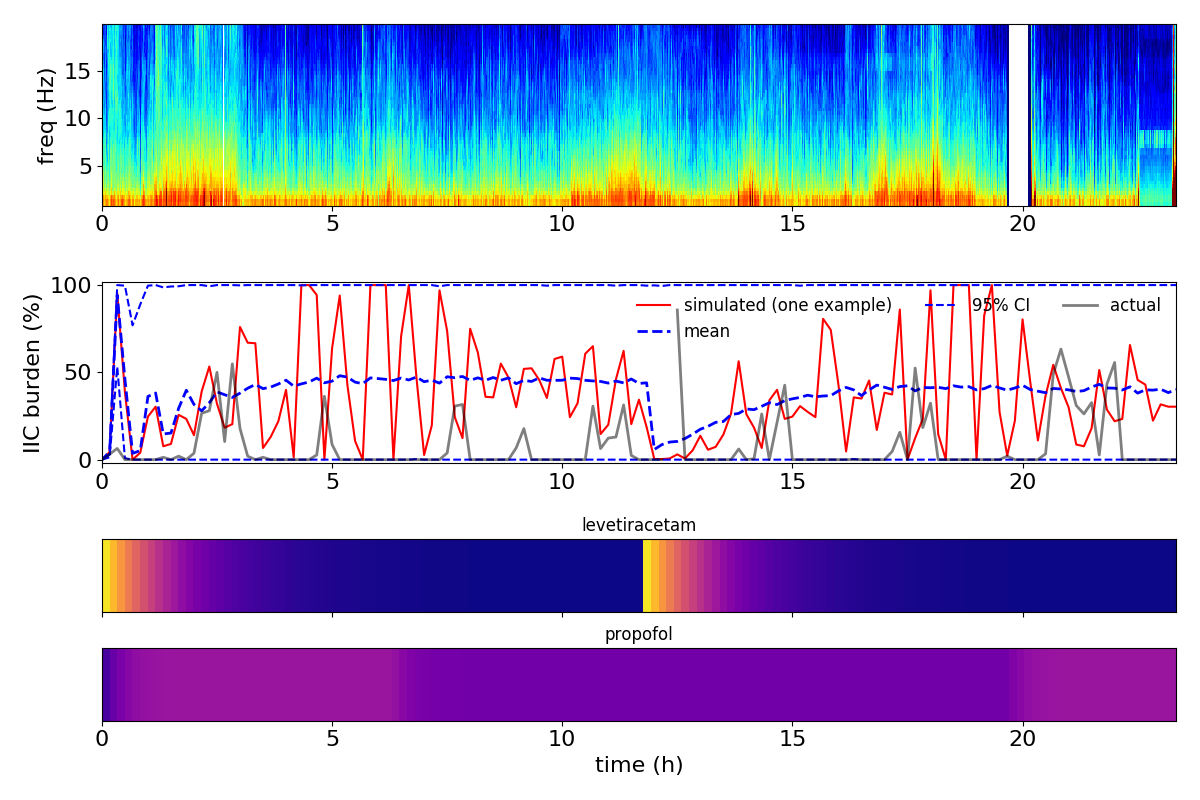 freq (Hz)
15
10
5
0 5 10 15 20
IIC burden (%)
100
50
0
simulated (one example) 95% CI actual
mean
0 5 10 15 20
levetiracetam
propofol
0 5 10 15 20
time (h)